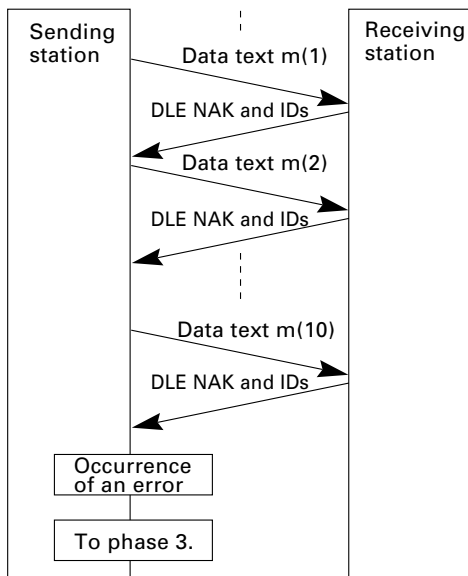 Sending
station
Receiving
station
Data text m(1)
DLE NAK and IDs
Data text m(2)
DLE NAK and IDs
Data text m(10)
DLE NAK and IDs
Occurrence
of an error
To phase 3.